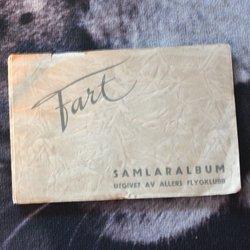 Fart
SAMLARALBUM
UTGIVET AV ALLERS FLYGKLUBB